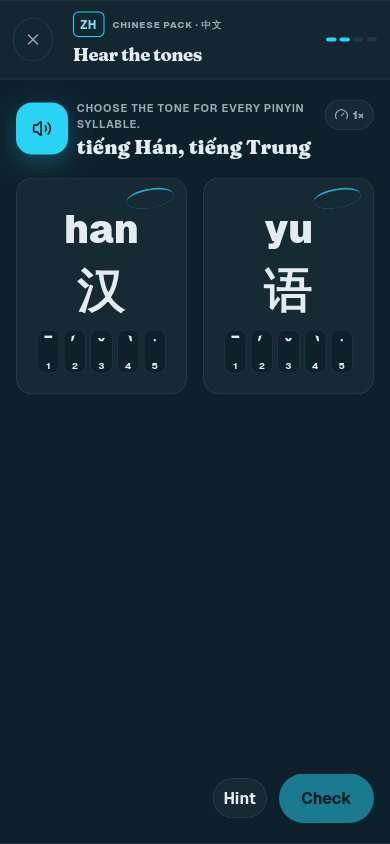 ZH CHINESE PACK · 中文
Hear the tones
CHOOSE THE TONE FOR EVERY PINYIN
SYLLABLE.
1×
tiếng Hán, tiếng Trung
han
汉
ˉ ˊ ˇ ˋ ·
1 2 3 4 5
yu
语
ˉ ˊ ˇ ˋ ·
1 2 3 4 5
Hint
Check